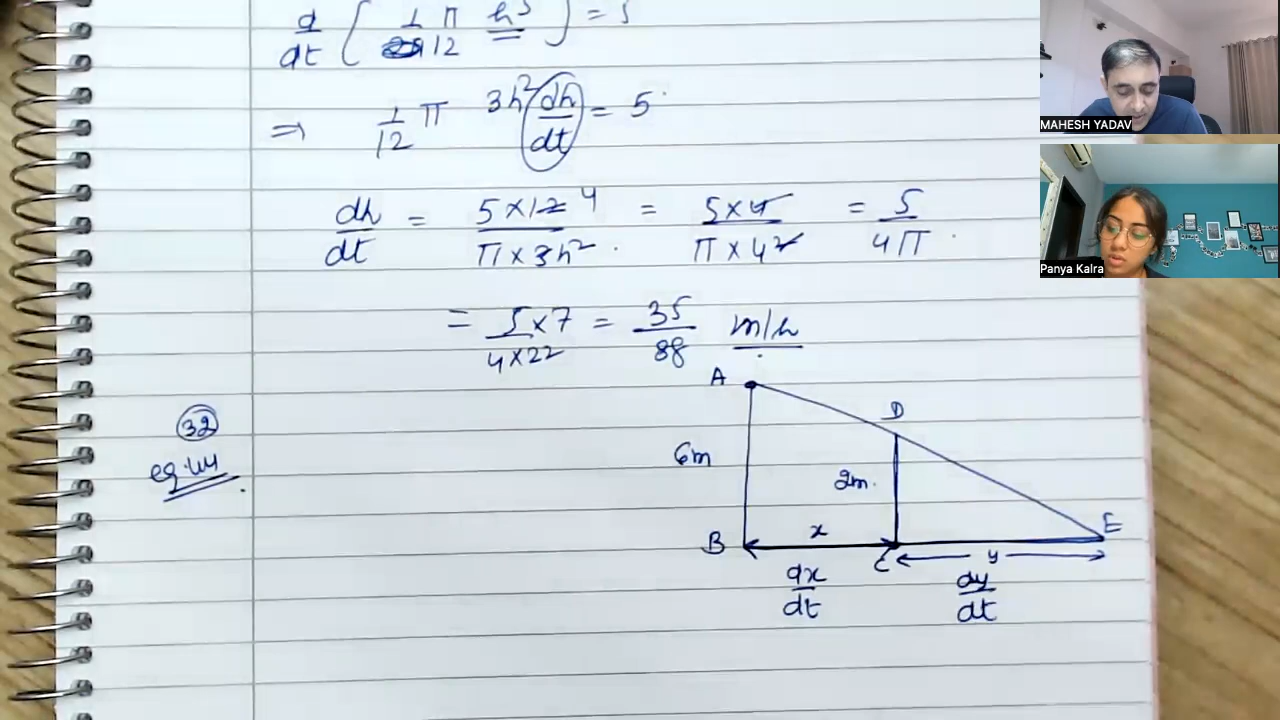 d/dt ( 1/12 π h³ ) = 5
⇒ 1/12 π 3h² dh/dt = 5
dh/dt = 5×12 4 / π×3h² = 5×4 / π×4² = 5/4π
= 5×7 / 4×22 = 35/88 m/h
A
D
32
eg.44
6m
2m.
B x C y E
dx/dt dy/dt
MAHESH YADAV
Panya Kalra